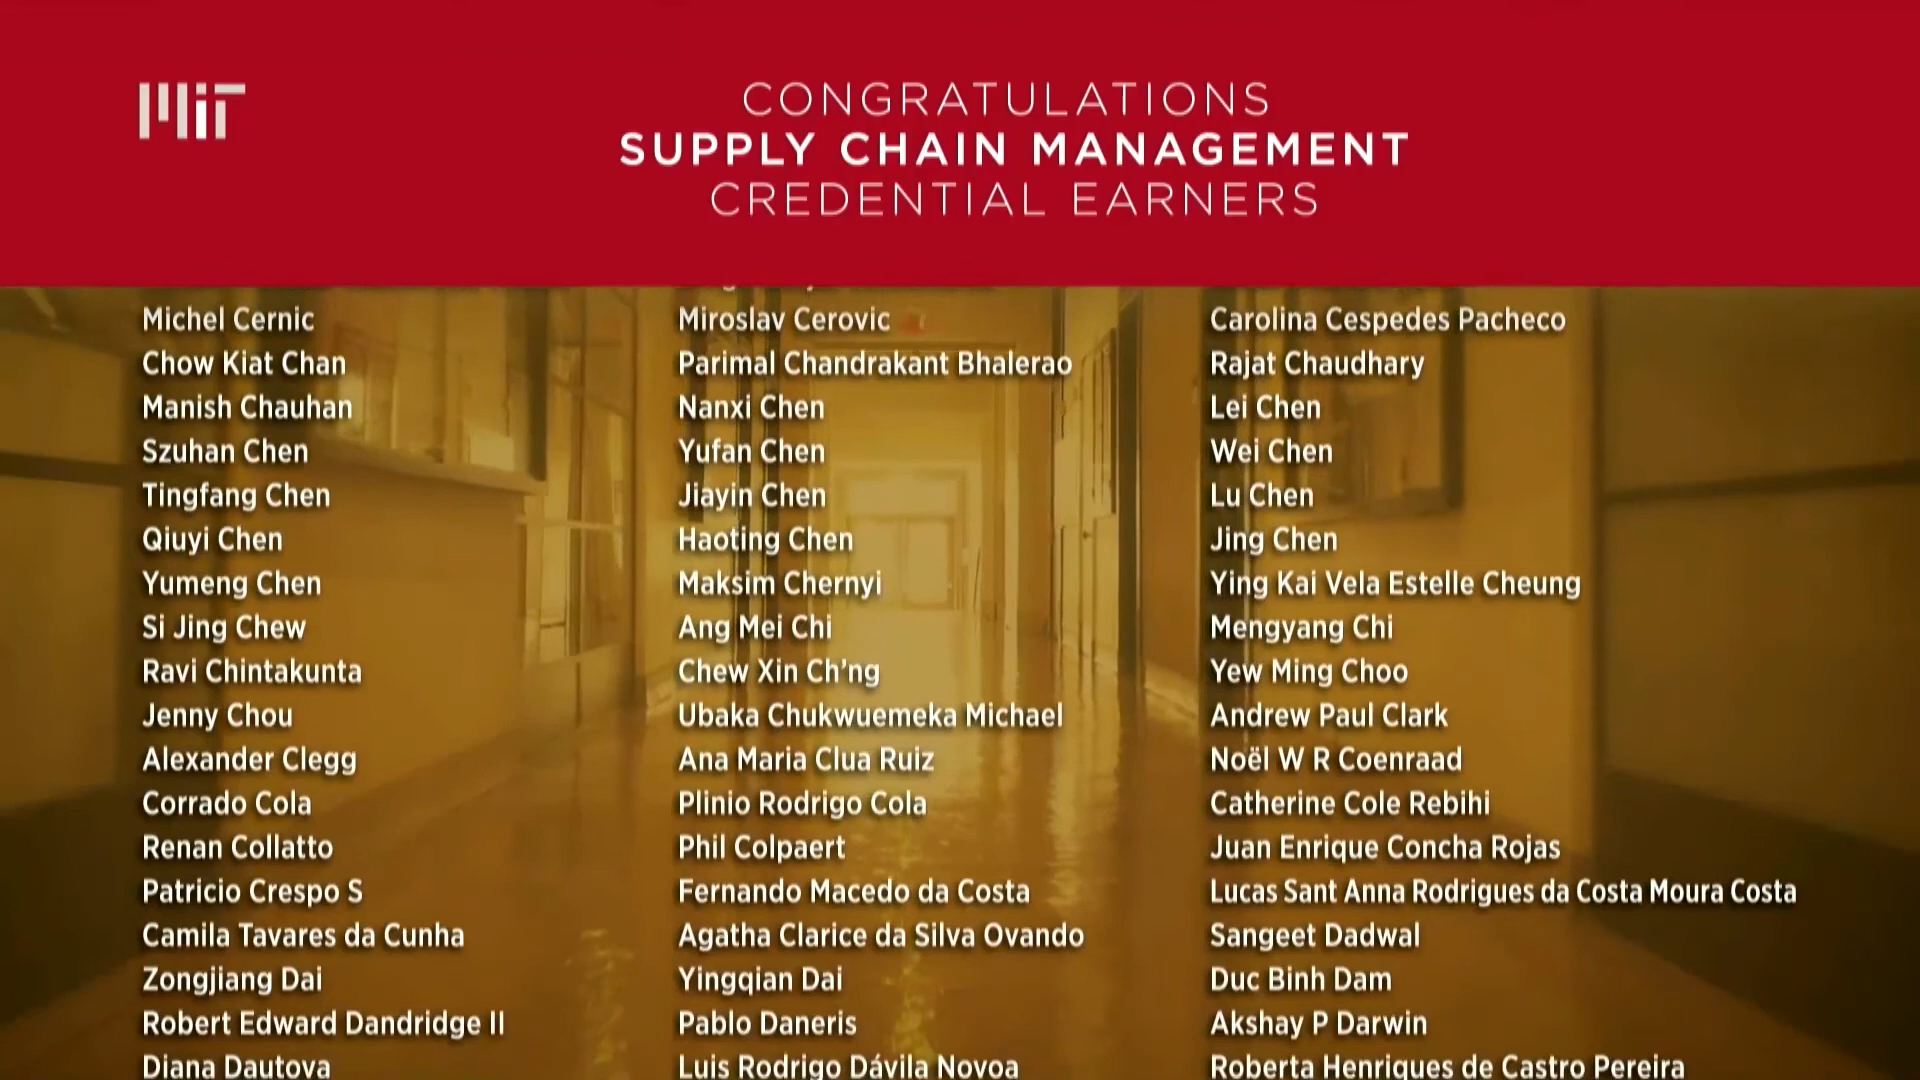 MIT
CONGRATULATIONS
SUPPLY CHAIN MANAGEMENT
CREDENTIAL EARNERS
Michel Cernic
Miroslav Cerovic
Carolina Cespedes Pacheco
Chow Kiat Chan
Parimal Chandrakant Bhalerao
Rajat Chaudhary
Manish Chauhan
Nanxi Chen
Lei Chen
Szuhan Chen
Yufan Chen
Wei Chen
Tingfang Chen
Jiayin Chen
Lu Chen
Qiuyi Chen
Haoting Chen
Jing Chen
Yumeng Chen
Maksim Chernyi
Ying Kai Vela Estelle Cheung
Si Jing Chew
Ang Mei Chi
Mengyang Chi
Ravi Chintakunta
Chew Xin Ch’ng
Yew Ming Choo
Jenny Chou
Ubaka Chukwuemeka Michael
Andrew Paul Clark
Alexander Clegg
Ana Maria Clua Ruiz
Noël W R Coenraad
Corrado Cola
Plinio Rodrigo Cola
Catherine Cole Rebihi
Renan Collatto
Phil Colpaert
Juan Enrique Concha Rojas
Patricio Crespo S
Fernando Macedo da Costa
Lucas Sant Anna Rodrigues da Costa Moura Costa
Camila Tavares da Cunha
Agatha Clarice da Silva Ovando
Sangeet Dadwal
Zongjiang Dai
Yingqian Dai
Duc Binh Dam
Robert Edward Dandridge II
Pablo Daneris
Akshay P Darwin
Diana Dautova
Luis Rodrigo Dávila Novoa
Roberta Henriques de Castro Pereira